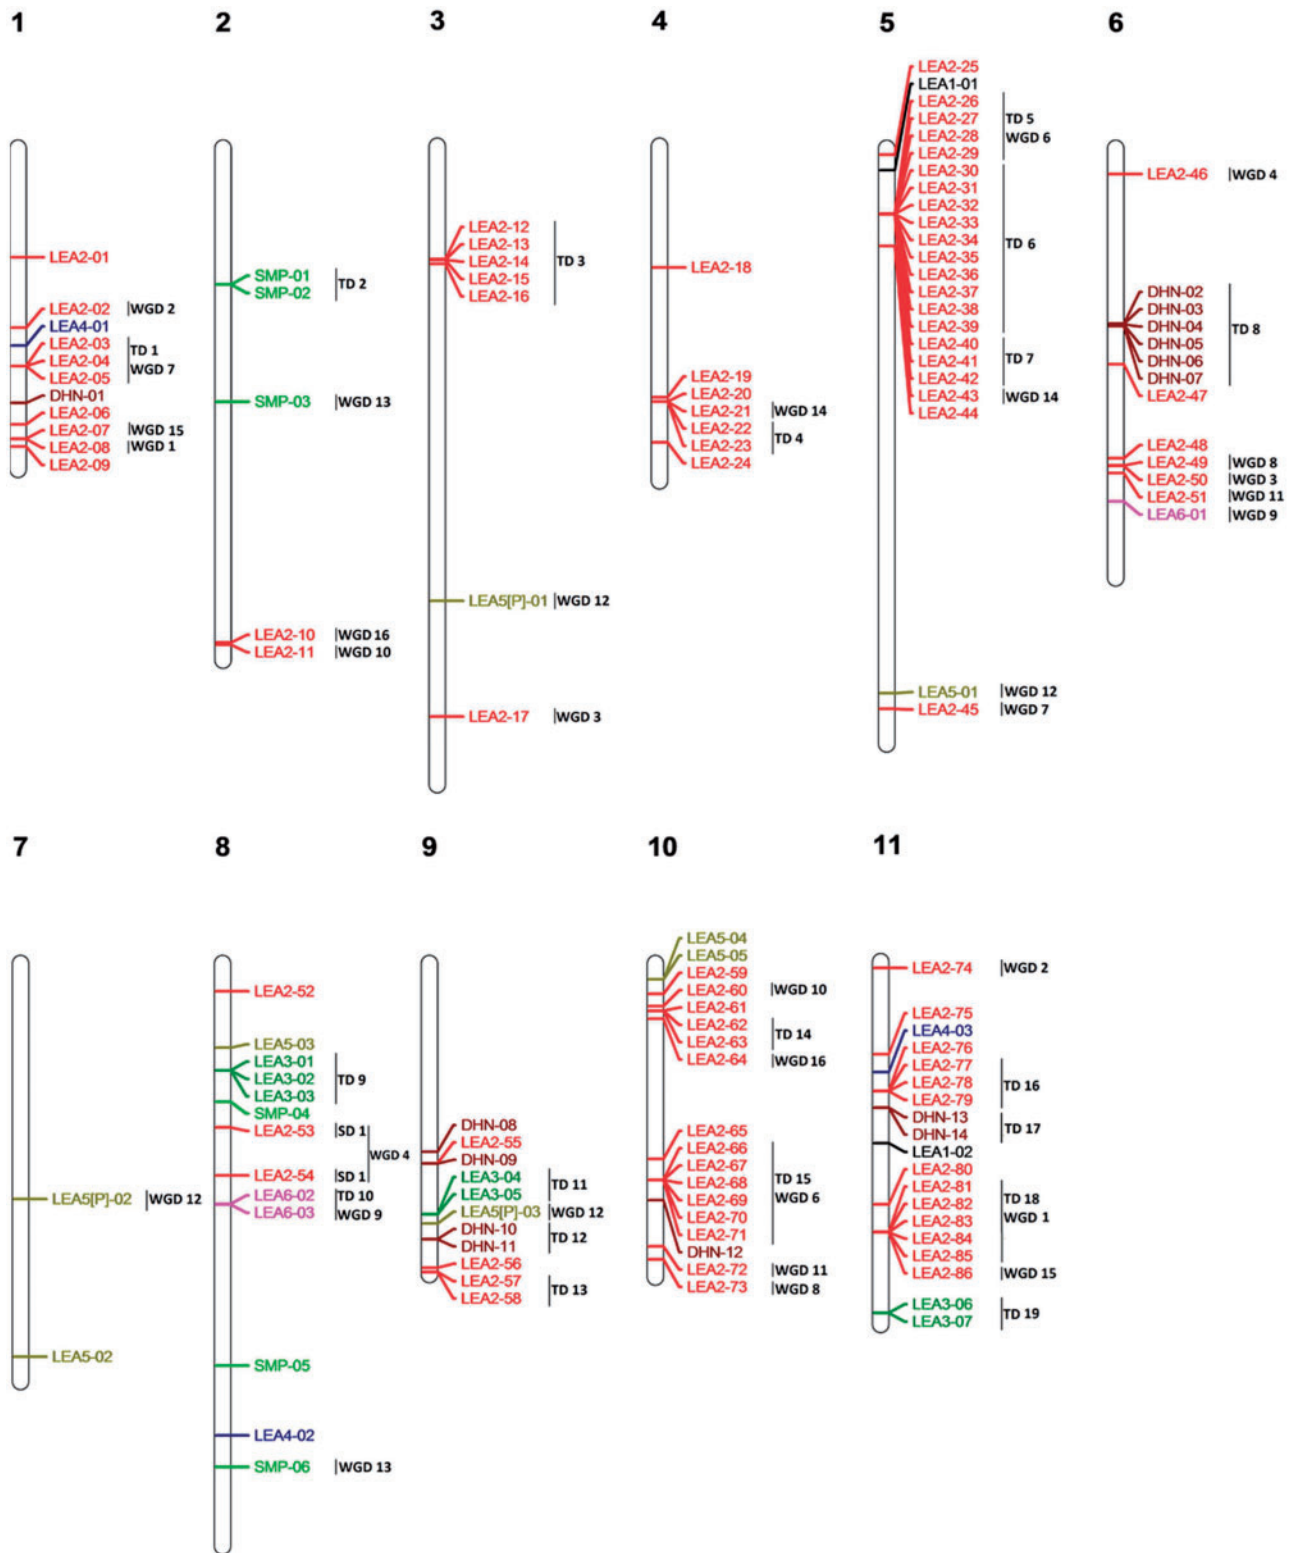 1
LEA2-01
LEA2-02 WGD 2
LEA4-01
LEA2-03
LEA2-04
LEA2-05
TD 1
WGD 7
DHN-01
LEA2-06
LEA2-07 WGD 15
LEA2-08 WGD 1
LEA2-09
2
SMP-01
SMP-02
TD 2
SMP-03 WGD 13
LEA2-10 WGD 16
LEA2-11 WGD 10
3
LEA2-12
LEA2-13
LEA2-14
LEA2-15
LEA2-16
TD 3
LEA5[P]-01 WGD 12
LEA2-17 WGD 3
4
LEA2-18
LEA2-19
LEA2-20
LEA2-21 WGD 14
LEA2-22
LEA2-23
TD 4
LEA2-24
5
LEA2-25
LEA1-01
LEA2-26
LEA2-27
LEA2-28
LEA2-29
TD 5
WGD 6
LEA2-30
LEA2-31
LEA2-32
LEA2-33
LEA2-34
LEA2-35
LEA2-36
LEA2-37
LEA2-38
LEA2-39
TD 6
LEA2-40
LEA2-41
LEA2-42
TD 7
LEA2-43 WGD 14
LEA2-44
LEA5-01 WGD 12
LEA2-45 WGD 7
6
LEA2-46 WGD 4
DHN-02
DHN-03
DHN-04
DHN-05
DHN-06
DHN-07
TD 8
LEA2-47
LEA2-48
LEA2-49 WGD 8
LEA2-50 WGD 3
LEA2-51 WGD 11
LEA6-01 WGD 9
7
LEA5[P]-02 WGD 12
LEA5-02
8
LEA2-52
LEA5-03
LEA3-01
LEA3-02
LEA3-03
TD 9
SMP-04
LEA2-53 SD 1
WGD 4
LEA2-54 SD 1
LEA6-02 TD 10
LEA6-03 WGD 9
SMP-05
LEA4-02
SMP-06 WGD 13
9
DHN-08
LEA2-55
DHN-09
LEA3-04
LEA3-05
TD 11
LEA5[P]-03 WGD 12
DHN-10
DHN-11
TD 12
LEA2-56
LEA2-57
LEA2-58
TD 13
10
LEA5-04
LEA5-05
LEA2-59
LEA2-60 WGD 10
LEA2-61
LEA2-62
LEA2-63
TD 14
LEA2-64 WGD 16
LEA2-65
LEA2-66
LEA2-67
LEA2-68
LEA2-69
LEA2-70
LEA2-71
TD 15
WGD 6
DHN-12
LEA2-72 WGD 11
LEA2-73 WGD 8
11
LEA2-74 WGD 2
LEA2-75
LEA4-03
LEA2-76
LEA2-77
LEA2-78
LEA2-79
TD 16
DHN-13
DHN-14
TD 17
LEA1-02
LEA2-80
LEA2-81
LEA2-82
LEA2-83
LEA2-84
LEA2-85
TD 18
WGD 1
LEA2-86 WGD 15
LEA3-06
LEA3-07
TD 19